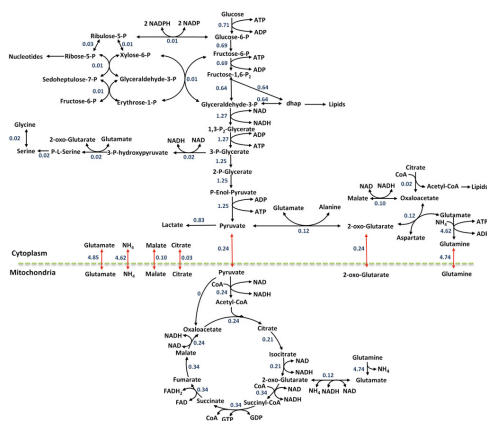 Glucose
2 NADPH 2 NADP
0.71 ATP
ADP
Ribulose-5-P Glucose-6-P
0.03 0.01 0.01
0.69
Nucleotides Ribose-5-P Xylose-6-P Fructose-6-P
0.01 0.69 ATP
ADP
Fructose-1,6-P2
Sedoheptulose-7-P Glyceraldehyde-3-P 0.01 0.64 0.64
0.01 0.64
Fructose-6-P Erythrose-1-P Glyceraldehyde-3-P dhap Lipids
1.27 NAD
NADH
Glycine 1,3-P2-Glycerate
0.02 2-oxo-Glutarate Glutamate NADH NAD 1.27 ADP
ATP
Serine P-L-Serine 3-P-hydroxypyruvate 3-P-Glycerate
0.02 0.02 0.02 1.25
2-P-Glycerate
1.25
P-Enol-Pyruvate
1.25 ADP
ATP
Lactate 0.83 Pyruvate
Glutamate Alanine
0.12
2-oxo-Glutarate
Citrate
CoA 0.02 Acetyl-CoA Lipids
NAD NADH
Malate 0.10 Oxaloacetate
0.12 Glutamate
Aspartate
NH4 4.62 ATP
ADP
Glutamine
Cytoplasm
Glutamate NH4 Malate Citrate
4.85 4.62 0.10 0.03 0.24 0.24 4.74
Mitochondria
Glutamate NH4 Malate Citrate Pyruvate 2-oxo-Glutarate Glutamine
CoA NAD
0.24 NADH
0 Acetyl-CoA
0.24
Oxaloacetate Citrate
NADH 0.24 0.21
NAD
Malate Isocitrate
0.34 0.21 NAD
NADH
Fumarate 2-oxo-Glutarate
FADH2 0.34 CoA NAD
FAD 0.34 NADH
Succinate 0.34 Succinyl-CoA
CoA GTP GDP
0.12
NH4 NADH NAD
Glutamine
4.74 NH4
Glutamate